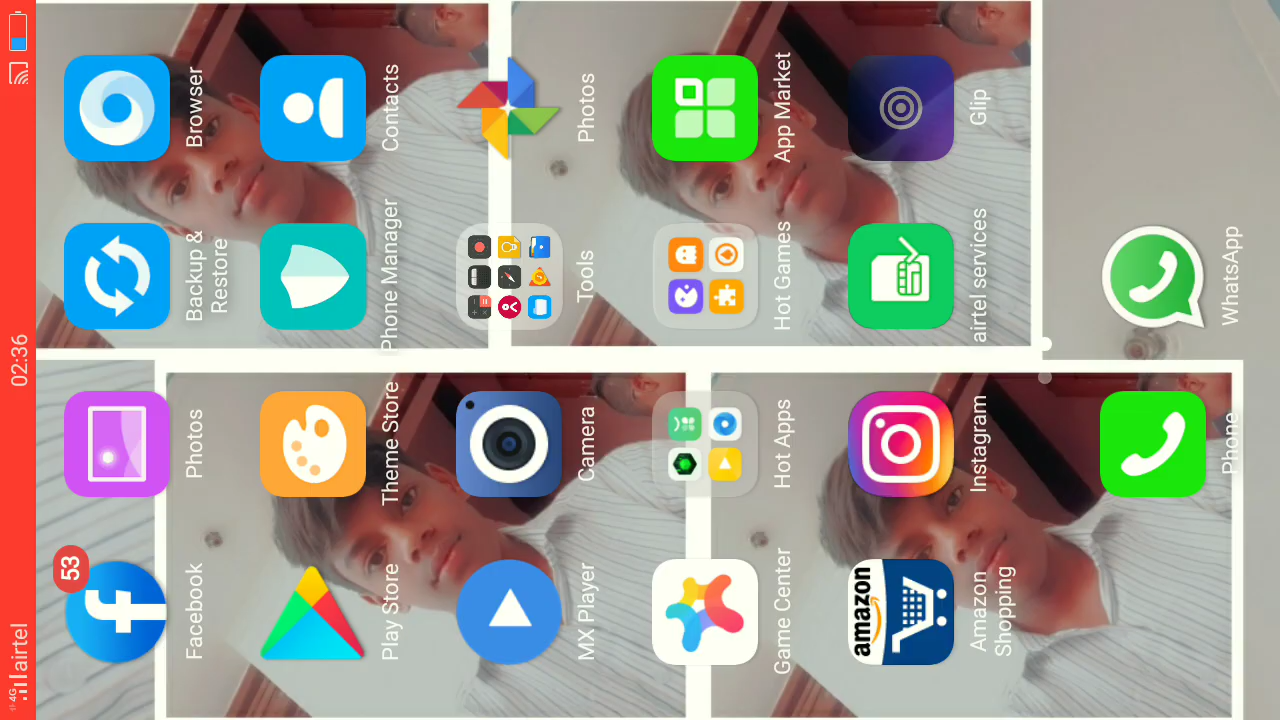 4G airtel 02:36
53
Facebook
Photos
Backup &
Restore
Browser
Play Store
Theme Store
Phone Manager
Contacts
MX Player
Camera
Tools
Photos
Game Center
Hot Apps
Hot Games
App Market
amazon
Amazon
Shopping
Instagram
airtel services
Glip
Phone
WhatsApp